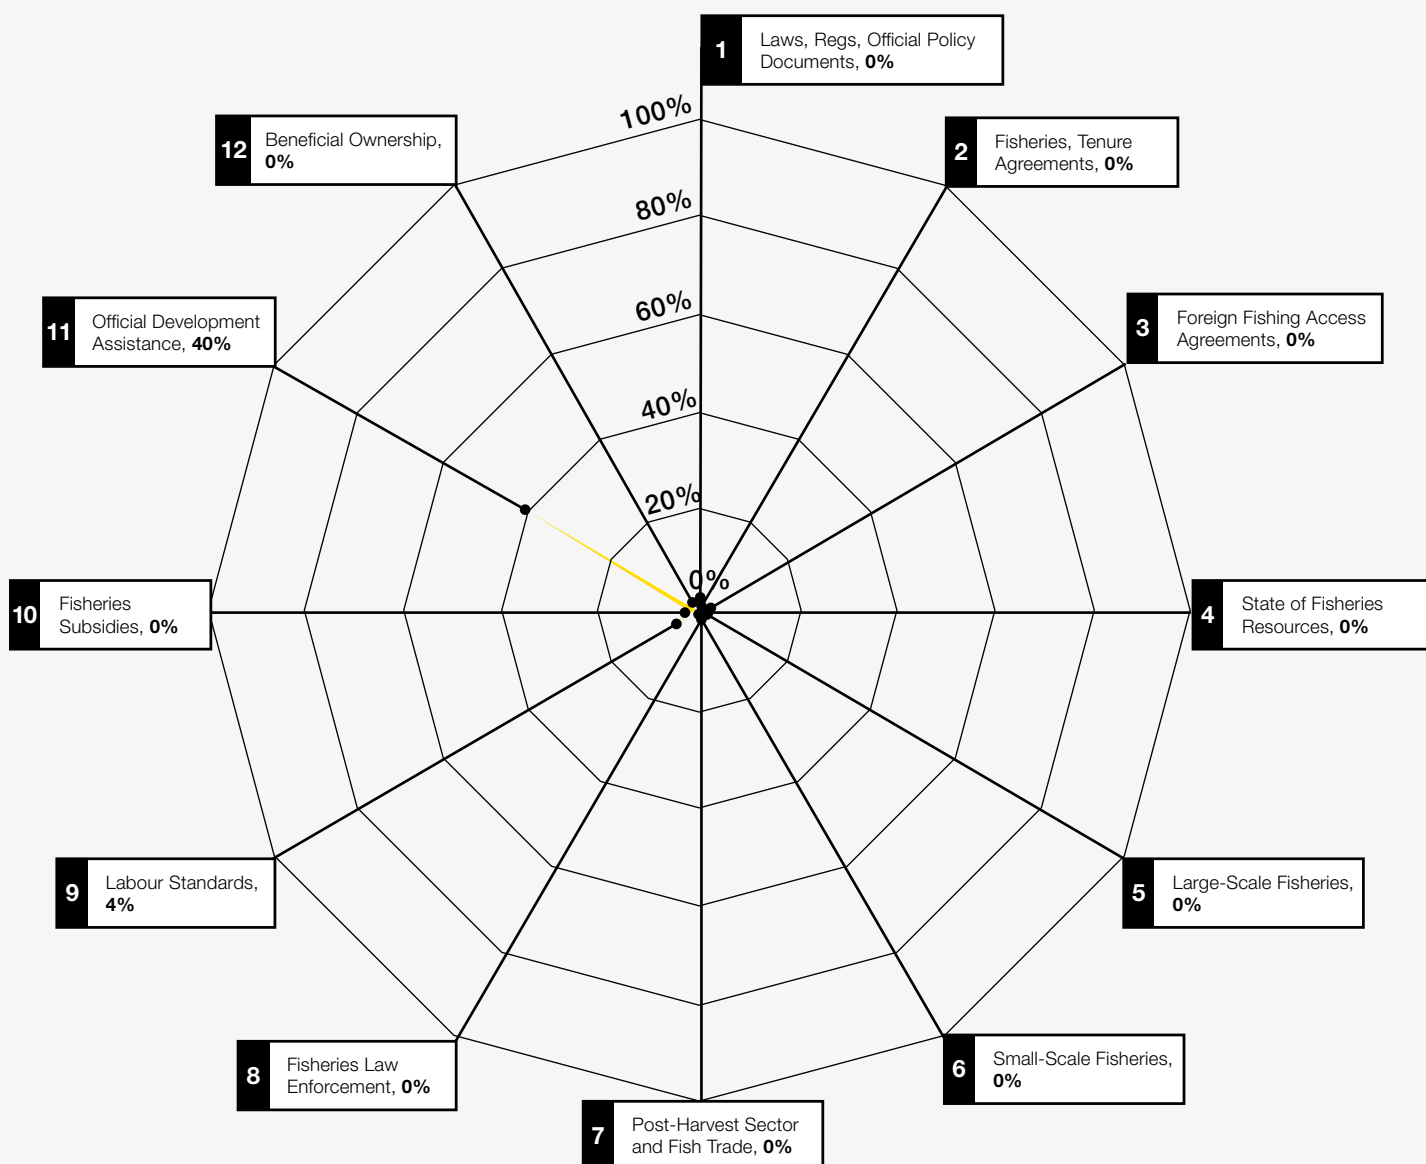 1
Laws, Regs, Official Policy
Documents, 0%
2
Fisheries, Tenure
Agreements, 0%
3
Foreign Fishing Access
Agreements, 0%
4
State of Fisheries
Resources, 0%
5
Large-Scale Fisheries,
0%
6
Small-Scale Fisheries,
0%
7
Post-Harvest Sector
and Fish Trade, 0%
8
Fisheries Law
Enforcement, 0%
9
Labour Standards,
4%
10
Fisheries
Subsidies, 0%
11
Official Development
Assistance, 40%
12
Beneficial Ownership,
0%
100%
80%
60%
40%
20%
0%